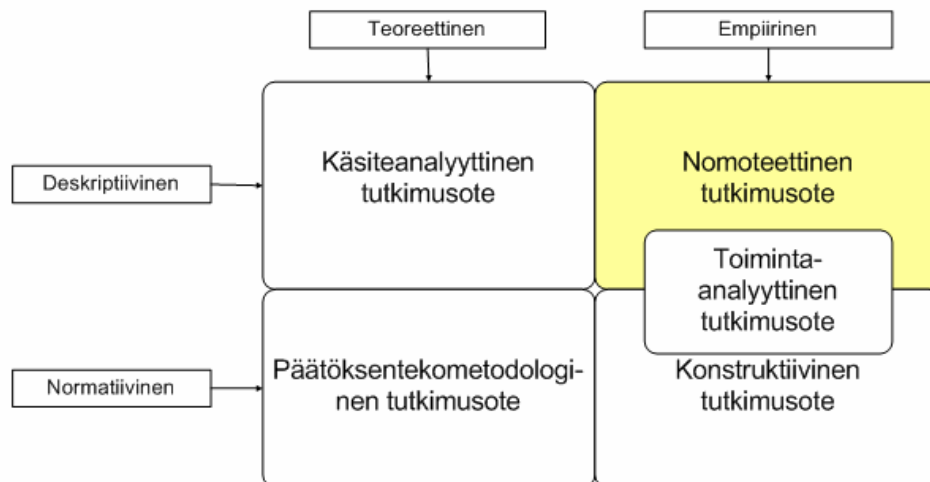 Teoreettinen
Empiirinen
Deskriptiivinen
Käsiteanalyyttinen
tutkimusote
Nomoteettinen
tutkimusote
Toiminta-
analyyttinen
tutkimusote
Normatiivinen
Päätöksentekometodologi-
nen tutkimusote
Konstruktiivinen
tutkimusote